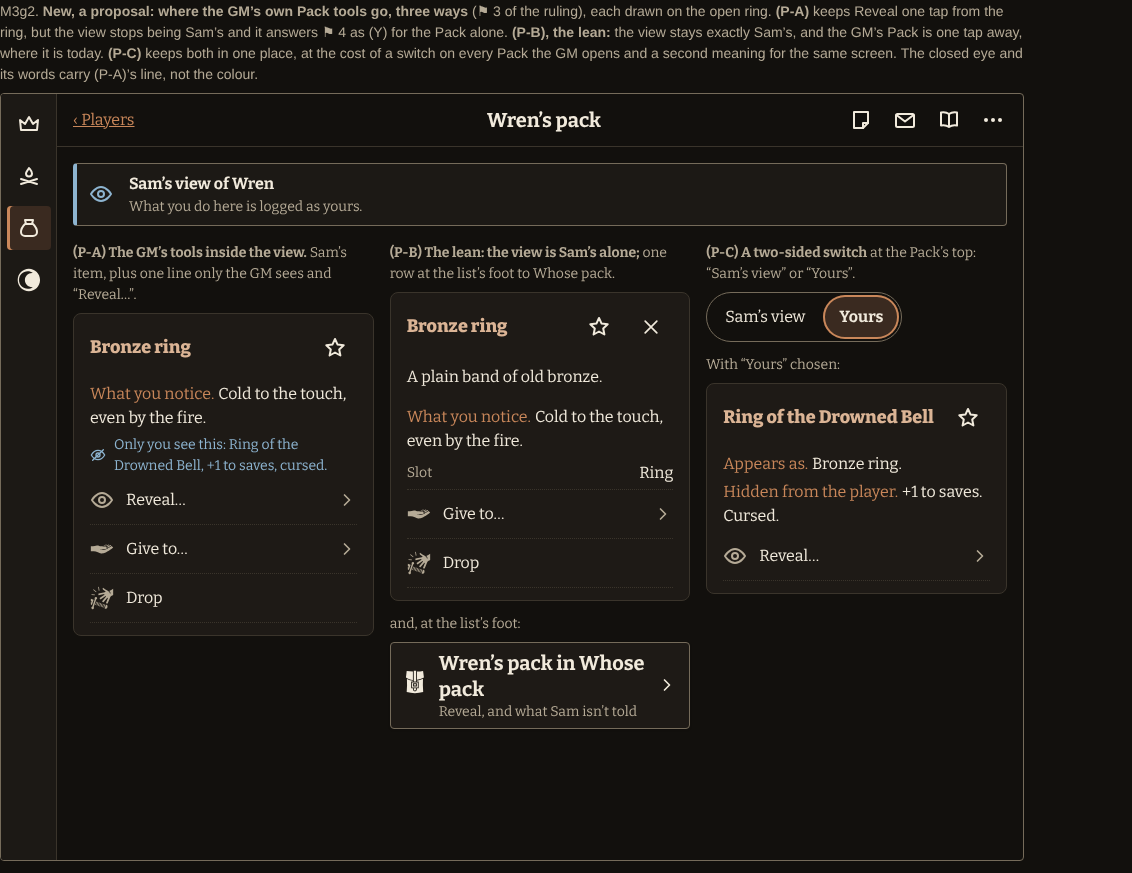 M3g2. New, a proposal: where the GM’s own Pack tools go, three ways (⚑ 3 of the ruling), each drawn on the open ring. (P-A) keeps Reveal one tap from the
ring, but the view stops being Sam’s and it answers ⚑ 4 as (Y) for the Pack alone. (P-B), the lean: the view stays exactly Sam’s, and the GM’s Pack is one tap away,
where it is today. (P-C) keeps both in one place, at the cost of a switch on every Pack the GM opens and a second meaning for the same screen. The closed eye and
its words carry (P-A)’s line, not the colour.
‹ Players
Wren’s pack
Sam’s view of Wren
What you do here is logged as yours.
(P-A) The GM’s tools inside the view. Sam’s
item, plus one line only the GM sees and
“Reveal…”.
Bronze ring
What you notice. Cold to the touch,
even by the fire.
Only you see this: Ring of the
Drowned Bell, +1 to saves, cursed.
Reveal…
Give to…
Drop
(P-B) The lean: the view is Sam’s alone; one
row at the list’s foot to Whose pack.
Bronze ring
A plain band of old bronze.
What you notice. Cold to the touch,
even by the fire.
Slot Ring
Give to…
Drop
and, at the list’s foot:
Wren’s pack in Whose
pack
Reveal, and what Sam isn’t told
(P-C) A two-sided switch at the Pack’s top:
“Sam’s view” or “Yours”.
Sam’s view Yours
With “Yours” chosen:
Ring of the Drowned Bell
Appears as. Bronze ring.
Hidden from the player. +1 to saves.
Cursed.
Reveal…